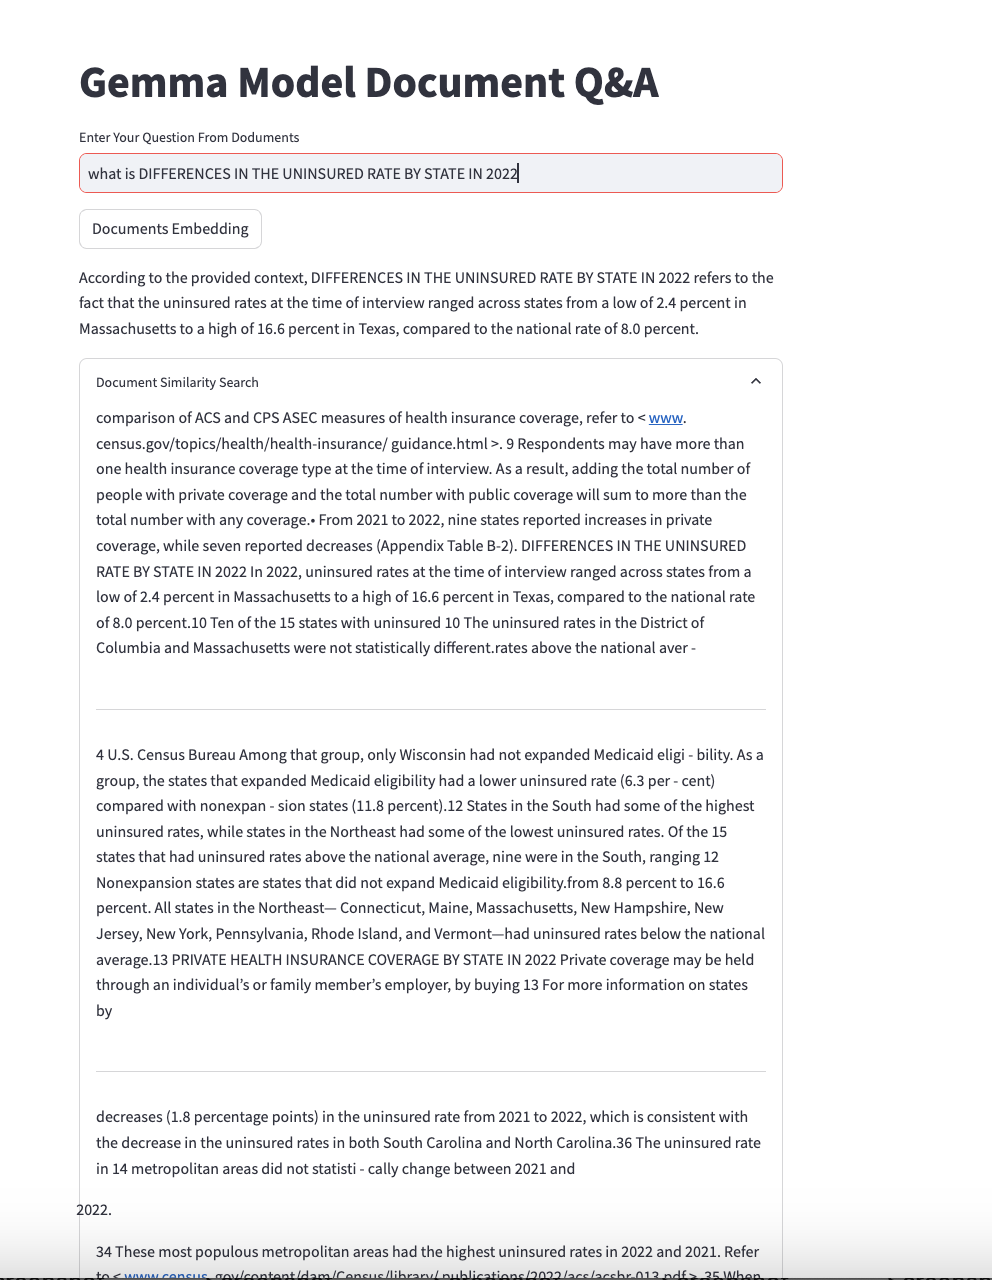 Gemma Model Document Q&A
Enter Your Question From Doduments
what is DIFFERENCES IN THE UNINSURED RATE BY STATE IN 2022
Documents Embedding
According to the provided context, DIFFERENCES IN THE UNINSURED RATE BY STATE IN 2022 refers to the
fact that the uninsured rates at the time of interview ranged across states from a low of 2.4 percent in
Massachusetts to a high of 16.6 percent in Texas, compared to the national rate of 8.0 percent.
Document Similarity Search
comparison of ACS and CPS ASEC measures of health insurance coverage, refer to < www.
census.gov/topics/health/health-insurance/ guidance.html >. 9 Respondents may have more than
one health insurance coverage type at the time of interview. As a result, adding the total number of
people with private coverage and the total number with public coverage will sum to more than the
total number with any coverage.• From 2021 to 2022, nine states reported increases in private
coverage, while seven reported decreases (Appendix Table B-2). DIFFERENCES IN THE UNINSURED
RATE BY STATE IN 2022 In 2022, uninsured rates at the time of interview ranged across states from a
low of 2.4 percent in Massachusetts to a high of 16.6 percent in Texas, compared to the national rate
of 8.0 percent.10 Ten of the 15 states with uninsured 10 The uninsured rates in the District of
Columbia and Massachusetts were not statistically different.rates above the national aver -
4 U.S. Census Bureau Among that group, only Wisconsin had not expanded Medicaid eligi - bility. As a
group, the states that expanded Medicaid eligibility had a lower uninsured rate (6.3 per - cent)
compared with nonexpan - sion states (11.8 percent).12 States in the South had some of the highest
uninsured rates, while states in the Northeast had some of the lowest uninsured rates. Of the 15
states that had uninsured rates above the national average, nine were in the South, ranging 12
Nonexpansion states are states that did not expand Medicaid eligibility.from 8.8 percent to 16.6
percent. All states in the Northeast— Connecticut, Maine, Massachusetts, New Hampshire, New
Jersey, New York, Pennsylvania, Rhode Island, and Vermont—had uninsured rates below the national
average.13 PRIVATE HEALTH INSURANCE COVERAGE BY STATE IN 2022 Private coverage may be held
through an individual’s or family member’s employer, by buying 13 For more information on states
by
decreases (1.8 percentage points) in the uninsured rate from 2021 to 2022, which is consistent with
the decrease in the uninsured rates in both South Carolina and North Carolina.36 The uninsured rate
in 14 metropolitan areas did not statisti - cally change between 2021 and
2022.
34 These most populous metropolitan areas had the highest uninsured rates in 2022 and 2021. Refer
to < www.census. gov/content/dam/Census/library/ publications/2022/acs/acsbr-013.pdf >. 35 When